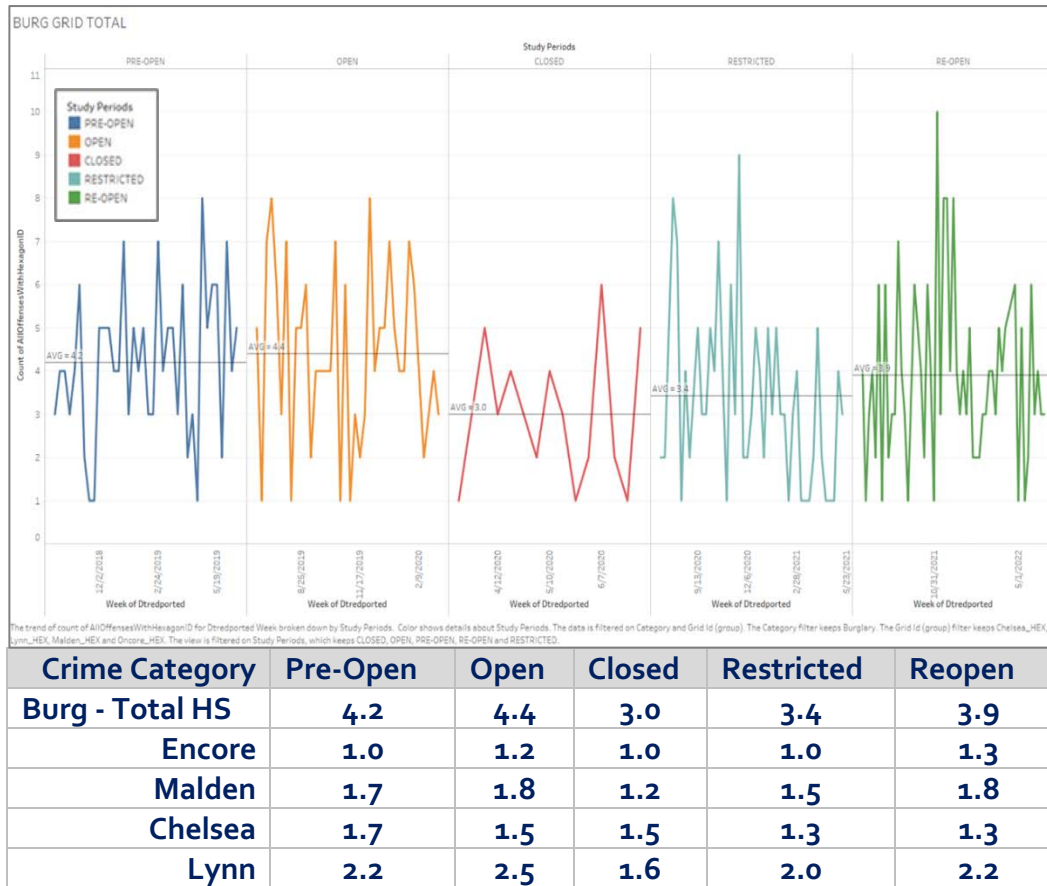 BURG GRID TOTAL
Study Periods
PRE-OPEN OPEN CLOSED RESTRICTED RE-OPEN
Study Periods
PRE-OPEN
OPEN
CLOSED
RESTRICTED
RE-OPEN
Count of AllOffensesWithHexagonID
11
10
9
8
7
6
5
4
3
2
1
0
AVG = 4.2
AVG = 4.4
AVG = 3.0
AVG = 3.4
AVG = 3.9
12/2/2018 2/24/2019 5/19/2019 8/25/2019 11/17/2019 2/9/2020 4/12/2020 5/10/2020 6/7/2020 9/13/2020 12/6/2020 2/28/2021 5/23/2021 10/31/2021 5/1/2022
Week of Dtredported Week of Dtredported Week of Dtredported Week of Dtredported Week of Dtredported
The trend of count of AllOffensesWithHexagonID for Dtredported Week broken down by Study Periods. Color shows details about Study Periods. The data is filtered on Category and Grid Id (group). The Category filter keeps Burglary. The Grid Id (group) filter keeps Chelsea_HEX,
Lynn_HEX, Malden_HEX and Oncore_HEX. The view is filtered on Study Periods, which keeps CLOSED, OPEN, PRE-OPEN, RE-OPEN and RESTRICTED.
Crime Category Pre-Open Open Closed Restricted Reopen
Burg - Total HS 4.2 4.4 3.0 3.4 3.9
Encore 1.0 1.2 1.0 1.0 1.3
Malden 1.7 1.8 1.2 1.5 1.8
Chelsea 1.7 1.5 1.5 1.3 1.3
Lynn 2.2 2.5 1.6 2.0 2.2